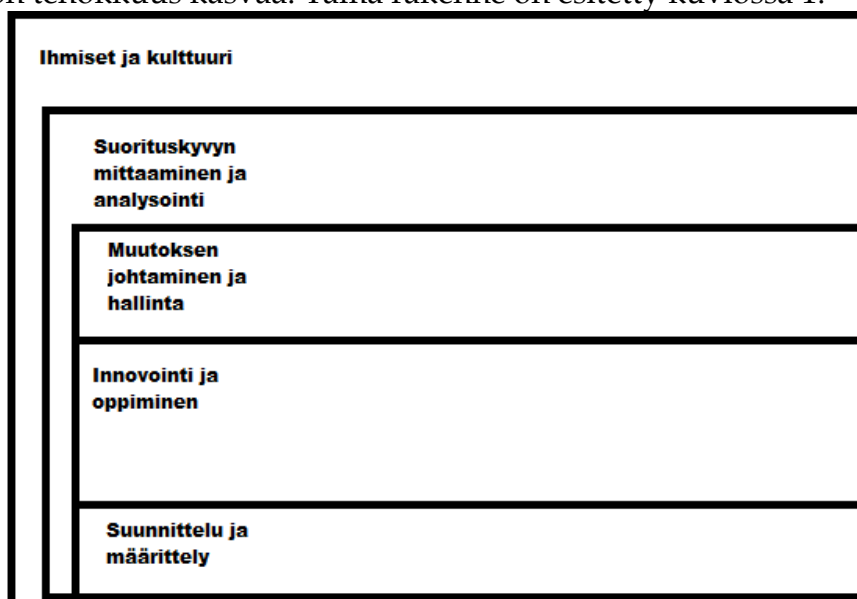 on tehokkuus kasvaa. Tämä rakenne on esitetty kuviossa 1.
Ihmiset ja kulttuuri
Suorituskyvyn
mittaaminen ja
analysointi
Muutoksen
johtaminen ja
hallinta
Innovointi ja
oppiminen
Suunnittelu ja
määrittely